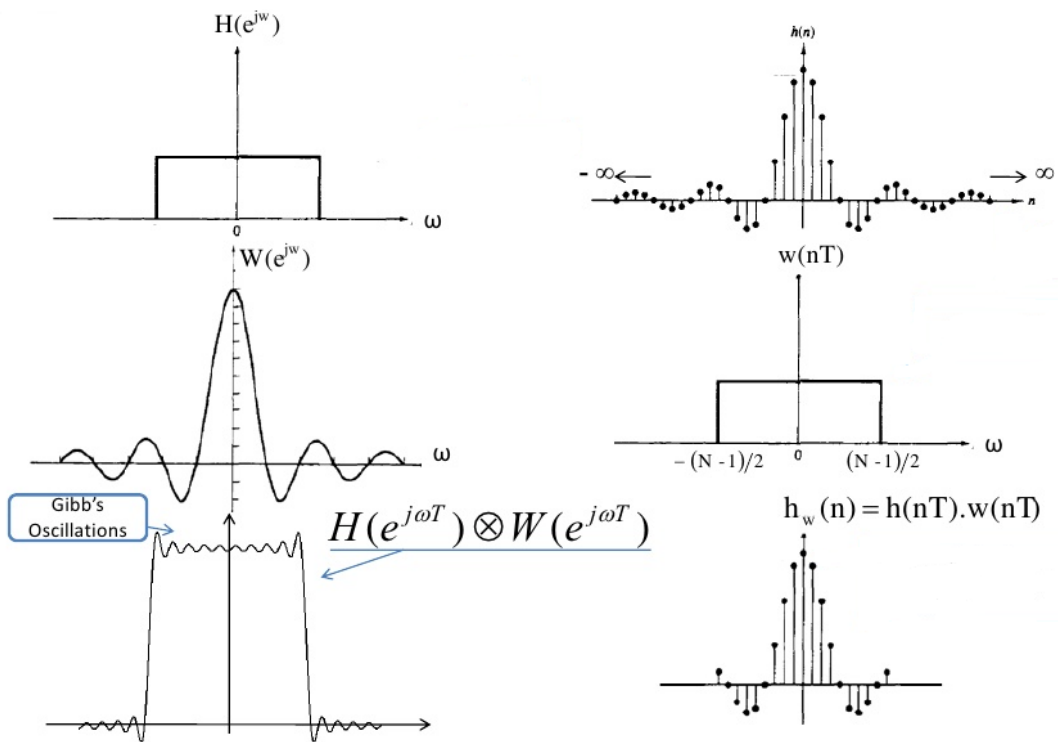 H(e^{jw})
h(n)
- ∞
∞
n
ω
0
W(e^{jw})
w(nT)
ω
ω
-(N -1)/2
0
(N -1)/2
Gibb's
Oscillations
H(e^{jωT}) ⊗ W(e^{jωT})
h_w(n) = h(nT).w(nT)